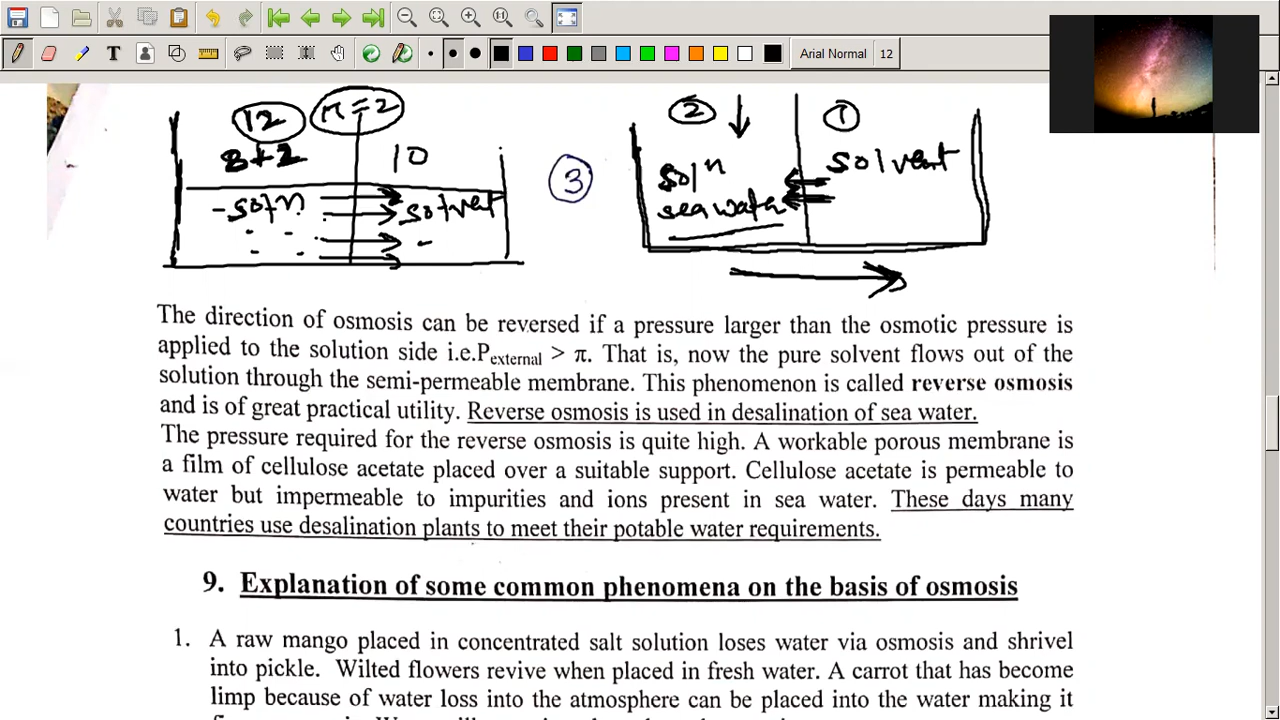 Arial Normal 12
12 π=2
8+2 10
soln solvent
3
2 1
soln solvent
sea water
The direction of osmosis can be reversed if a pressure larger than the osmotic pressure is
applied to the solution side i.e.Pexternal > π. That is, now the pure solvent flows out of the
solution through the semi-permeable membrane. This phenomenon is called reverse osmosis
and is of great practical utility. Reverse osmosis is used in desalination of sea water.
The pressure required for the reverse osmosis is quite high. A workable porous membrane is
a film of cellulose acetate placed over a suitable support. Cellulose acetate is permeable to
water but impermeable to impurities and ions present in sea water. These days many
countries use desalination plants to meet their potable water requirements.
9. Explanation of some common phenomena on the basis of osmosis
1. A raw mango placed in concentrated salt solution loses water via osmosis and shrivel
into pickle. Wilted flowers revive when placed in fresh water. A carrot that has become
limp because of water loss into the atmosphere can be placed into the water making it